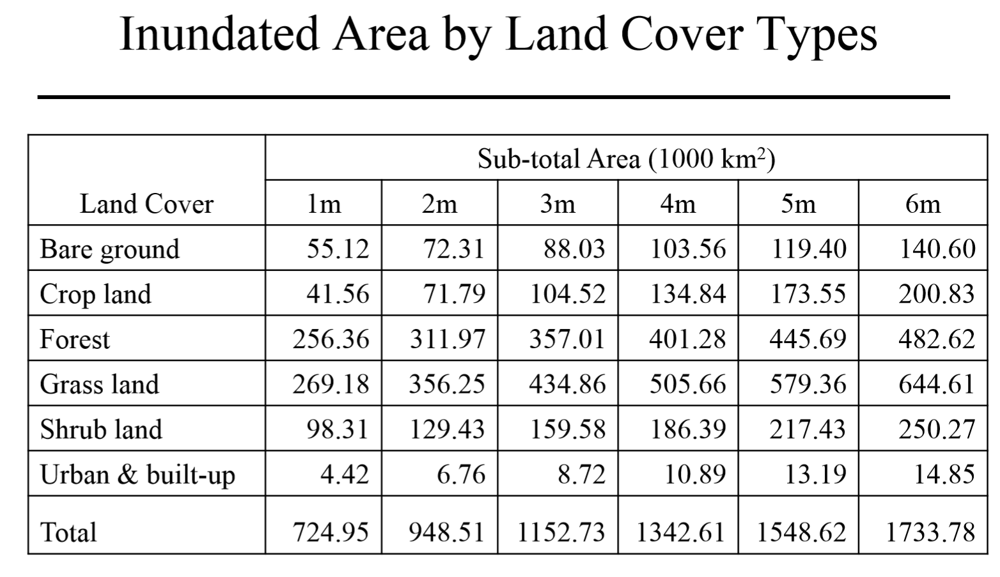 Inundated Area by Land Cover Types
Sub-total Area (1000 km²)
Land Cover 1m 2m 3m 4m 5m 6m
Bare ground 55.12 72.31 88.03 103.56 119.40 140.60
Crop land 41.56 71.79 104.52 134.84 173.55 200.83
Forest 256.36 311.97 357.01 401.28 445.69 482.62
Grass land 269.18 356.25 434.86 505.66 579.36 644.61
Shrub land 98.31 129.43 159.58 186.39 217.43 250.27
Urban & built-up 4.42 6.76 8.72 10.89 13.19 14.85
Total 724.95 948.51 1152.73 1342.61 1548.62 1733.78